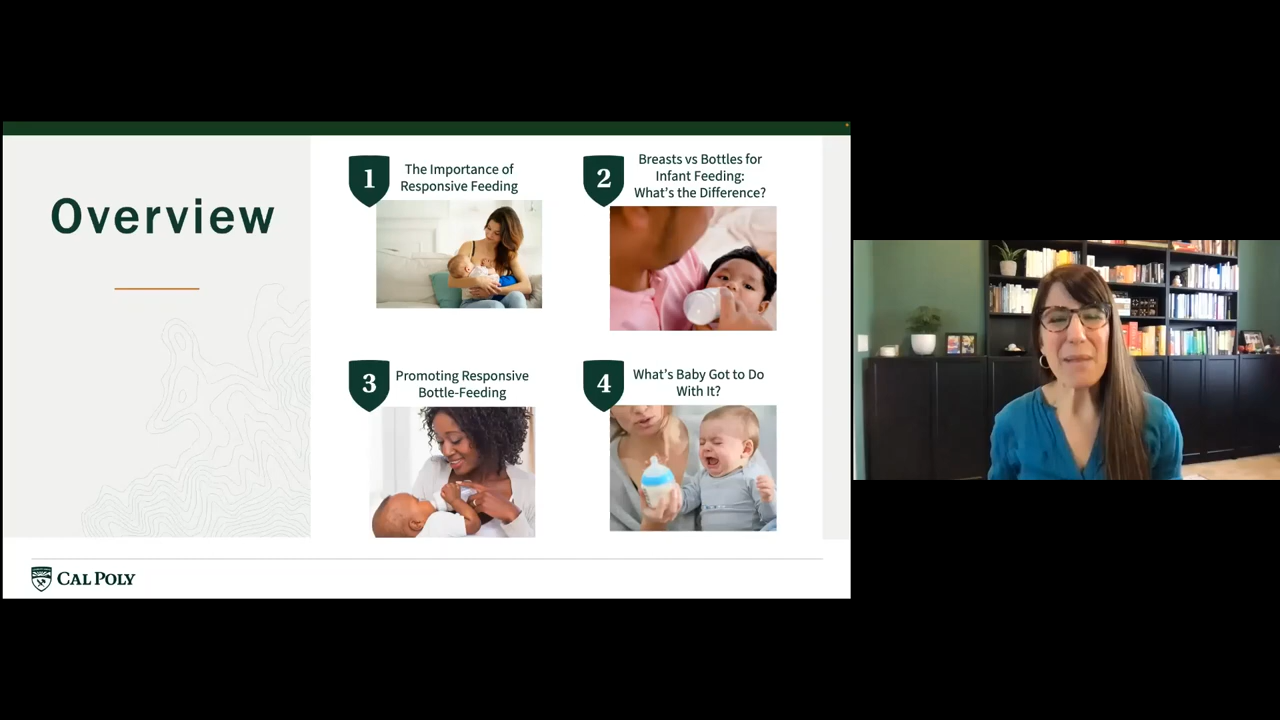 Overview
1
The Importance of
Responsive Feeding
2
Breasts vs Bottles for
Infant Feeding:
What's the Difference?
3
Promoting Responsive
Bottle-Feeding
4
What's Baby Got to Do
With It?
CAL POLY